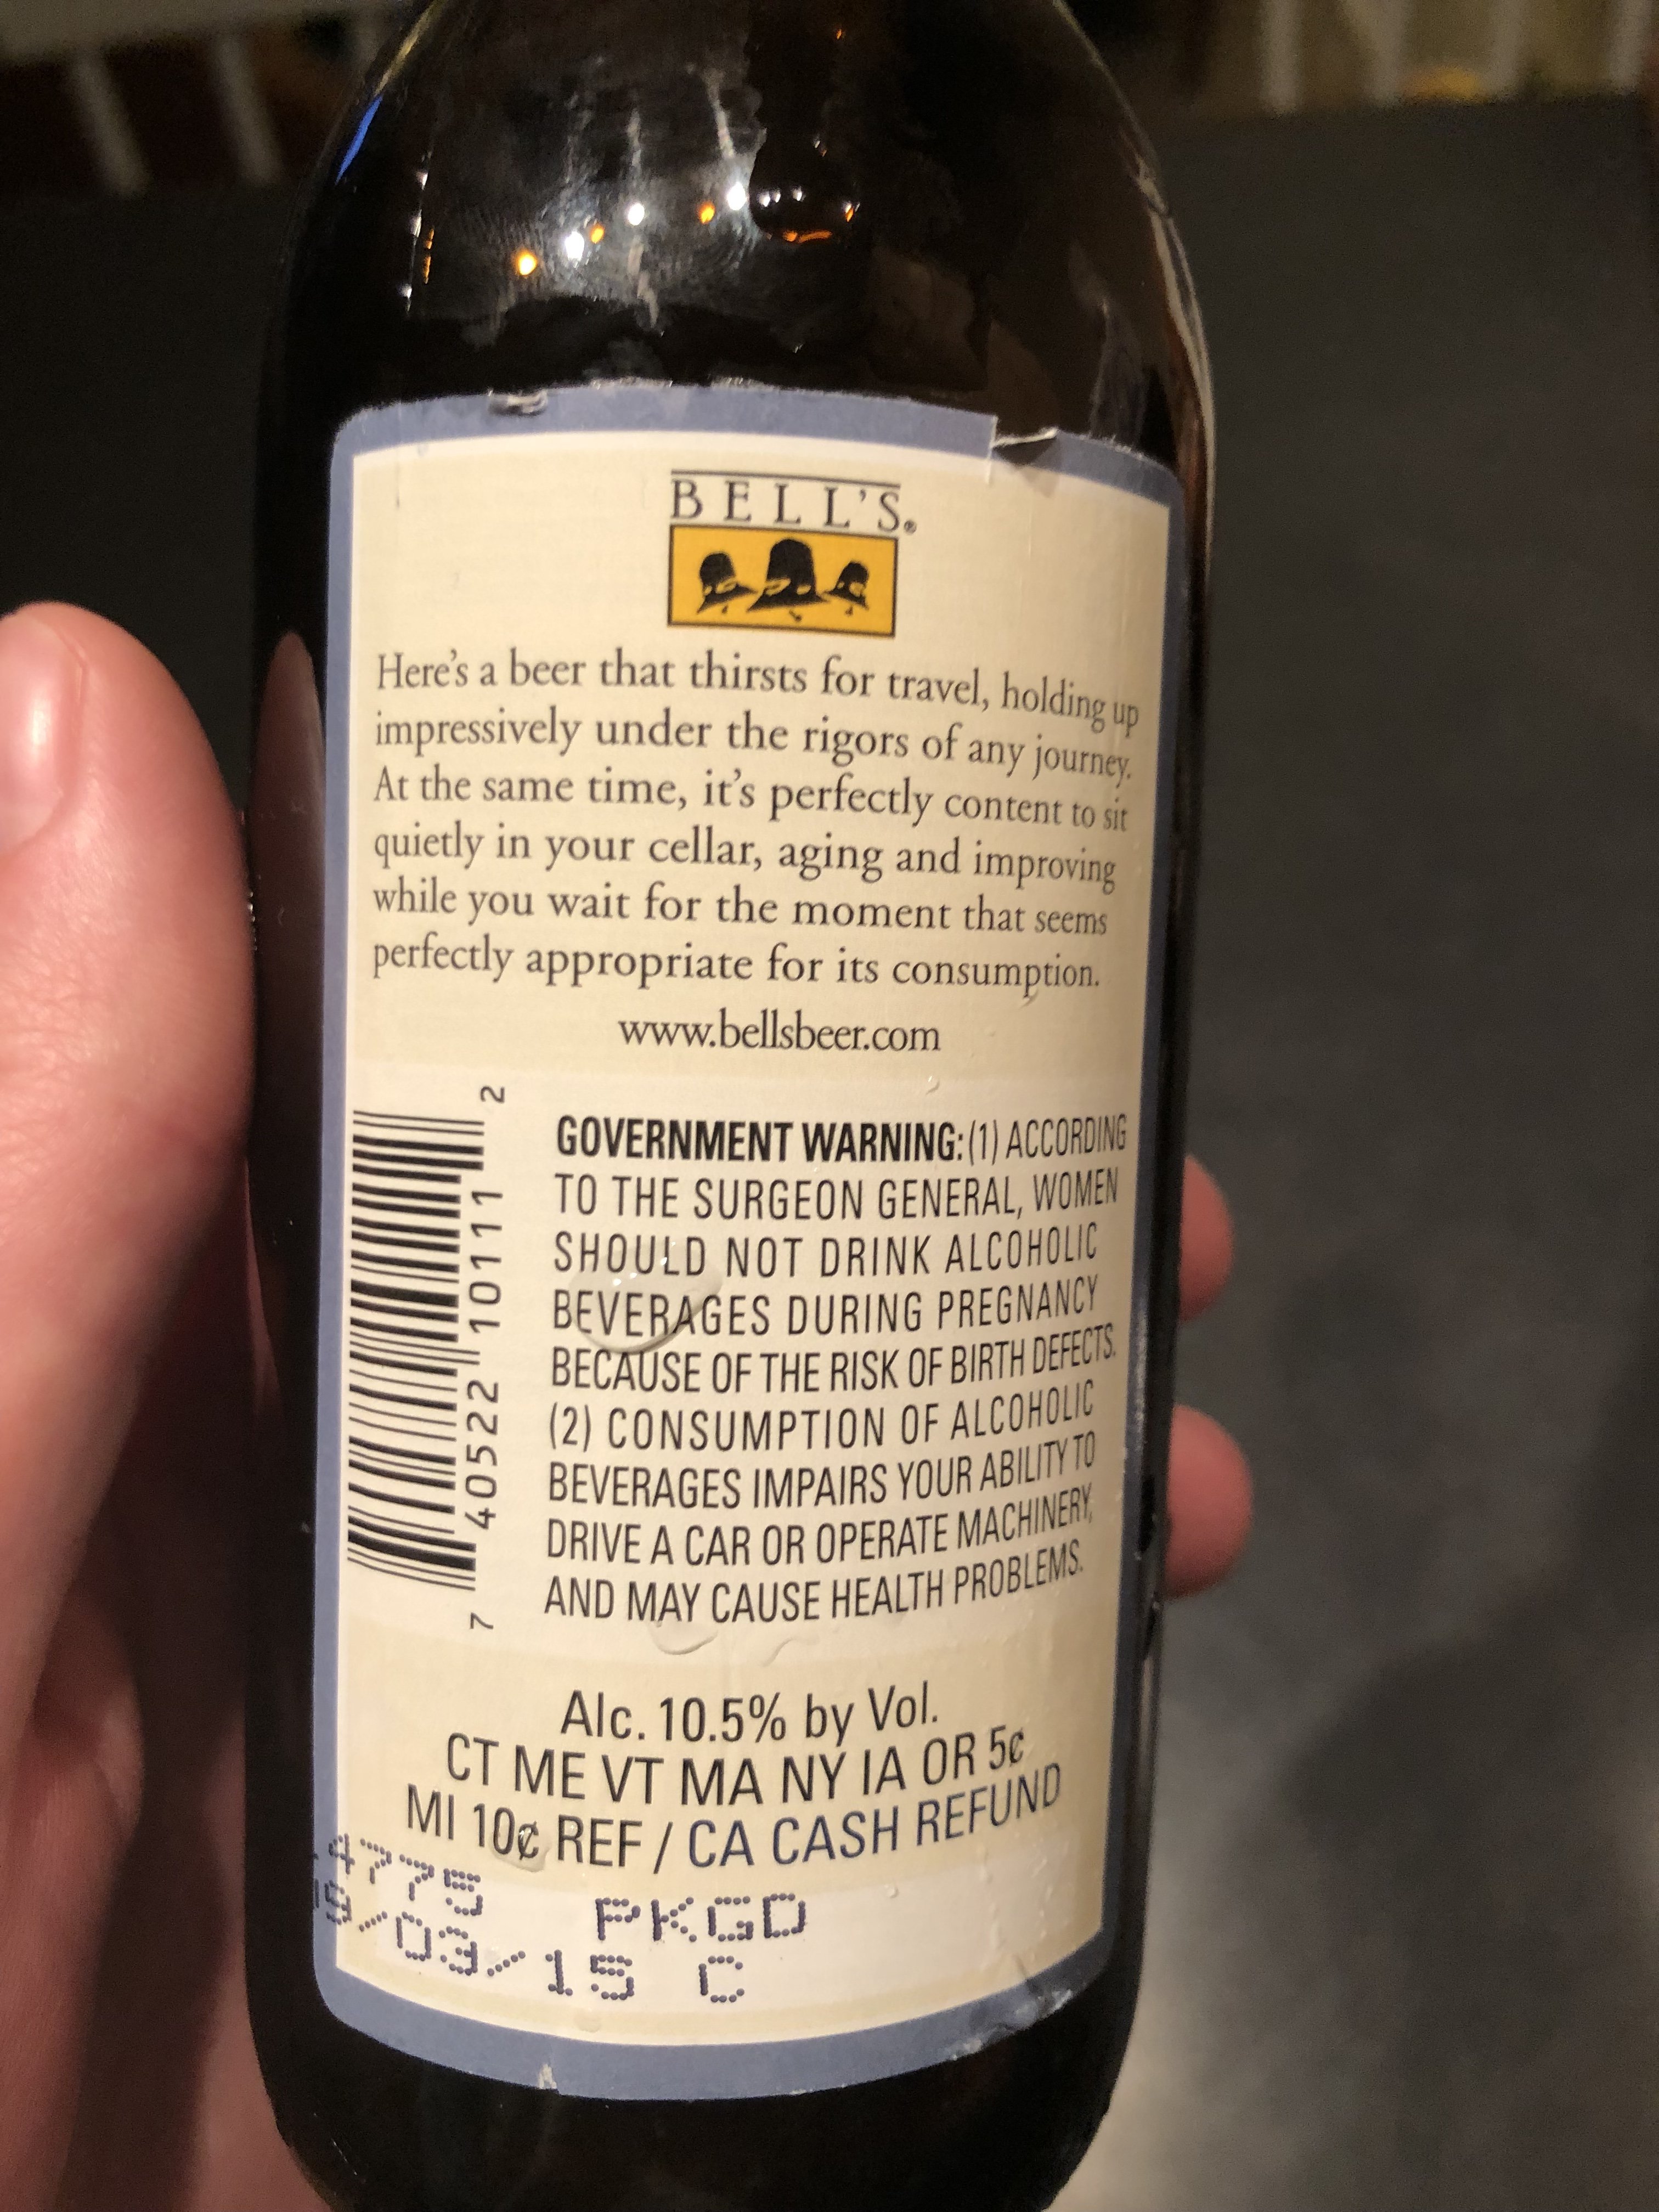 BELL'S®
Here's a beer that thirsts for travel, holding up
impressively under the rigors of any journey.
At the same time, it's perfectly content to sit
quietly in your cellar, aging and improving
while you wait for the moment that seems
perfectly appropriate for its consumption.
www.bellsbeer.com
7 40522 10111 2
GOVERNMENT WARNING: (1) ACCORDING
TO THE SURGEON GENERAL, WOMEN
SHOULD NOT DRINK ALCOHOLIC
BEVERAGES DURING PREGNANCY
BECAUSE OF THE RISK OF BIRTH DEFECTS.
(2) CONSUMPTION OF ALCOHOLIC
BEVERAGES IMPAIRS YOUR ABILITY TO
DRIVE A CAR OR OPERATE MACHINERY,
AND MAY CAUSE HEALTH PROBLEMS.
Alc. 10.5% by Vol.
CT ME VT MA NY IA OR 5¢
MI 10¢ REF / CA CASH REFUND
PKGD
/03/15 C